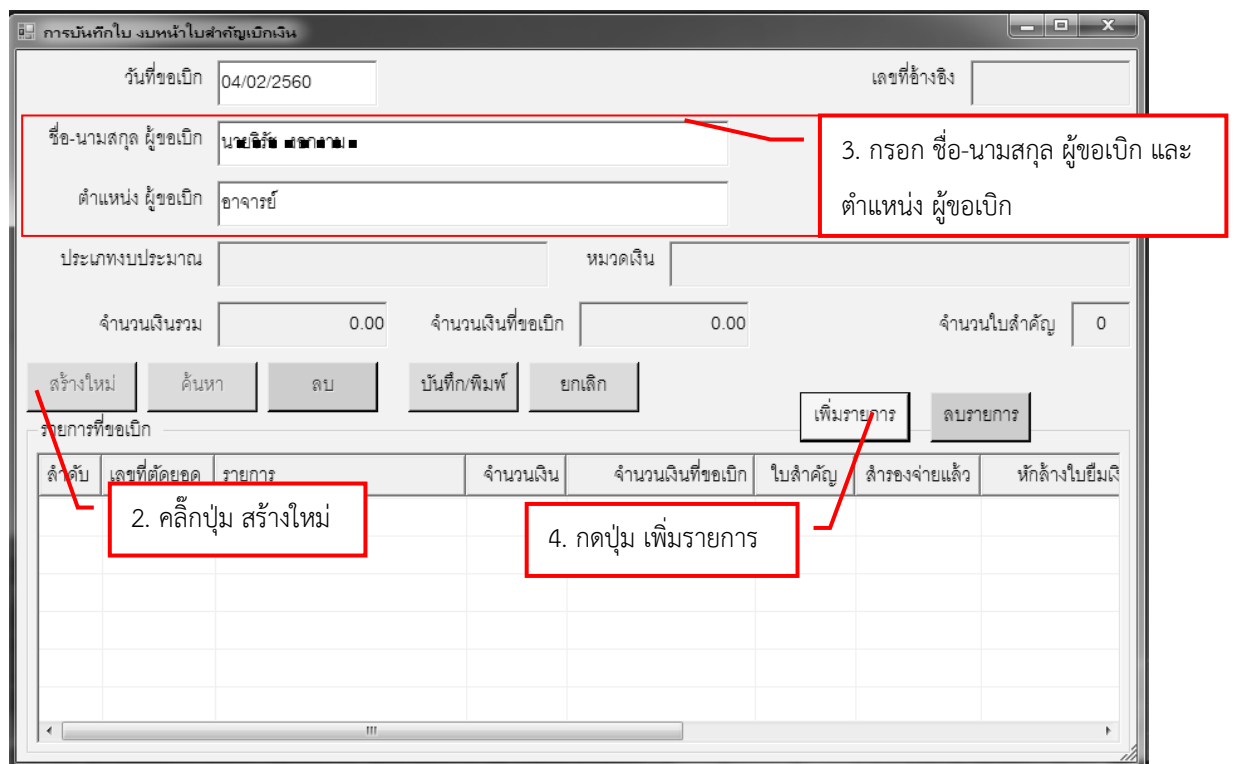 การบันทึกใบ งบหน้าใบสำคัญเบิกเงิน
วันที่ขอเบิก 04/02/2560 เลขที่อ้างอิง
ชื่อ-นามสกุล ผู้ขอเบิก
3. กรอก ชื่อ-นามสกุล ผู้ขอเบิก และ
ตำแหน่ง ผู้ขอเบิก
ตำแหน่ง ผู้ขอเบิก อาจารย์
ประเภทงบประมาณ หมวดเงิน
จำนวนเงินรวม 0.00 จำนวนเงินที่ขอเบิก 0.00 จำนวนใบสำคัญ 0
สร้างใหม่ ค้นหา ลบ บันทึก/พิมพ์ ยกเลิก
เพิ่มรายการ ลบรายการ
รายการที่ขอเบิก
ลำดับ เลขที่ตัดยอด รายการ จำนวนเงิน จำนวนเงินที่ขอเบิก ใบสำคัญ สำรองจ่ายแล้ว หักล้างใบยืมเงิ
2. คลิ๊กปุ่ม สร้างใหม่
4. กดปุ่ม เพิ่มรายการ